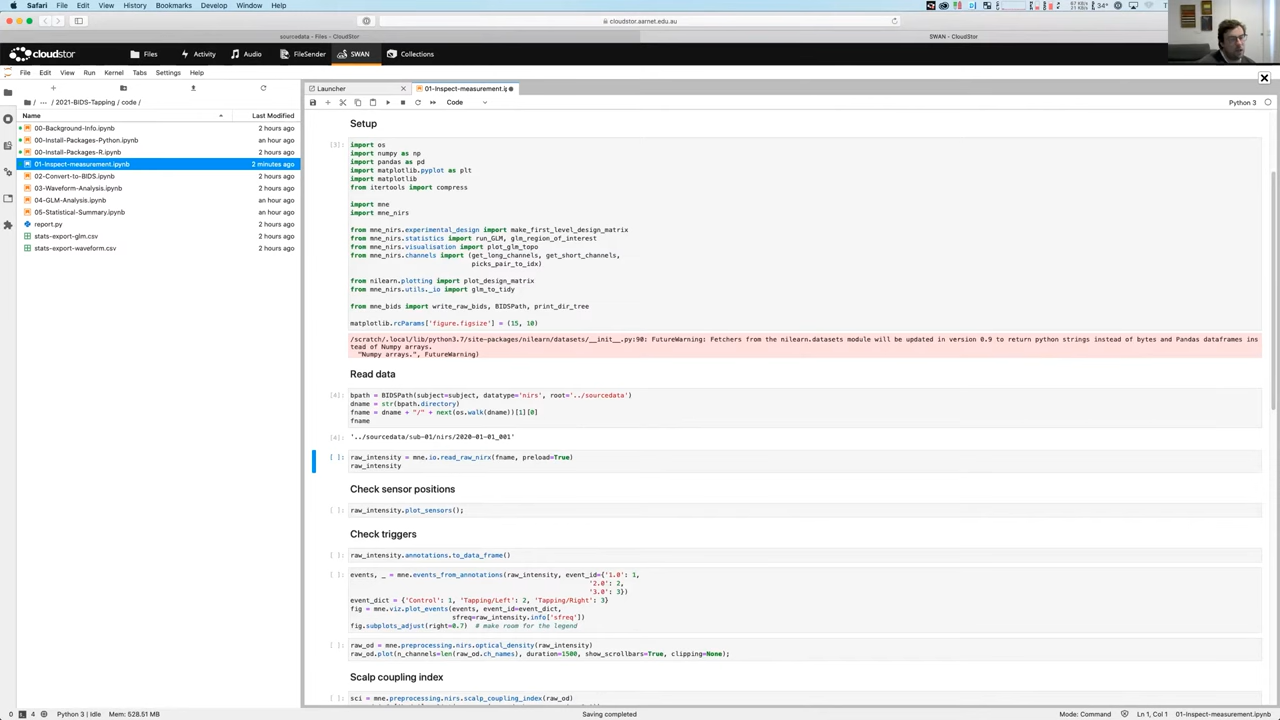 Safari File Edit View History Bookmarks Develop Window Help
97 KB/s
34°
cloudstor.aarnet.edu.au
sourcedata - Files - CloudStor
SWAN - CloudStor
cloudstor Files Activity Audio FileSender SWAN Collections
File Edit View Run Kernel Tabs Settings Help
Launcher
01-Inspect-measurement.ip
Code
Python 3
/ ··· / 2021-BIDS-Tapping / code /
Name Last Modified
00-Background-Info.ipynb 2 hours ago
00-Install-Packages-Python.ipynb an hour ago
00-Install-Packages-R.ipynb 2 hours ago
01-Inspect-measurement.ipynb 2 minutes ago
02-Convert-to-BIDS.ipynb 2 hours ago
03-Waveform-Analysis.ipynb 2 hours ago
04-GLM-Analysis.ipynb an hour ago
05-Statistical-Summary.ipynb an hour ago
report.py 2 hours ago
stats-export-glm.csv 2 hours ago
stats-export-waveform.csv 2 hours ago
Setup
[3]: import os
import numpy as np
import pandas as pd
import matplotlib.pyplot as plt
import matplotlib
from itertools import compress
import mne
import mne_nirs
from mne_nirs.experimental_design import make_first_level_design_matrix
from mne_nirs.statistics import run_GLM, glm_region_of_interest
from mne_nirs.visualisation import plot_glm_topo
from mne_nirs.channels import (get_long_channels, get_short_channels,
picks_pair_to_idx)
from nilearn.plotting import plot_design_matrix
from mne_nirs.utils._io import glm_to_tidy
from mne_bids import write_raw_bids, BIDSPath, print_dir_tree
matplotlib.rcParams['figure.figsize'] = (15, 10)
/scratch/.local/lib/python3.7/site-packages/nilearn/datasets/__init__.py:90: FutureWarning: Fetchers from the nilearn.datasets module will be updated in version 0.9 to return python strings instead of bytes and Pandas dataframes ins
tead of Numpy arrays.
"Numpy arrays.", FutureWarning)
Read data
[4]: bpath = BIDSPath(subject=subject, datatype='nirs', root='../sourcedata')
dname = str(bpath.directory)
fname = dname + "/" + next(os.walk(dname))[1][0]
fname
[4]: '../sourcedata/sub-01/nirs/2020-01-01_001'
[ ]: raw_intensity = mne.io.read_raw_nirx(fname, preload=True)
raw_intensity
Check sensor positions
[ ]: raw_intensity.plot_sensors();
Check triggers
[ ]: raw_intensity.annotations.to_data_frame()
[ ]: events, _ = mne.events_from_annotations(raw_intensity, event_id={'1.0': 1,
'2.0': 2,
'3.0': 3})
event_dict = {'Control': 1, 'Tapping/Left': 2, 'Tapping/Right': 3}
fig = mne.viz.plot_events(events, event_id=event_dict,
sfreq=raw_intensity.info['sfreq'])
fig.subplots_adjust(right=0.7) # make room for the legend
[ ]: raw_od = mne.preprocessing.nirs.optical_density(raw_intensity)
raw_od.plot(n_channels=len(raw_od.ch_names), duration=1500, show_scrollbars=True, clipping=None);
Scalp coupling index
[ ]: sci = mne.preprocessing.nirs.scalp_coupling_index(raw_od)
0 4 Python 3 | Idle Mem: 528.51 MB Saving completed Mode: Command Ln 1, Col 1 01-Inspect-measurement.ipynb